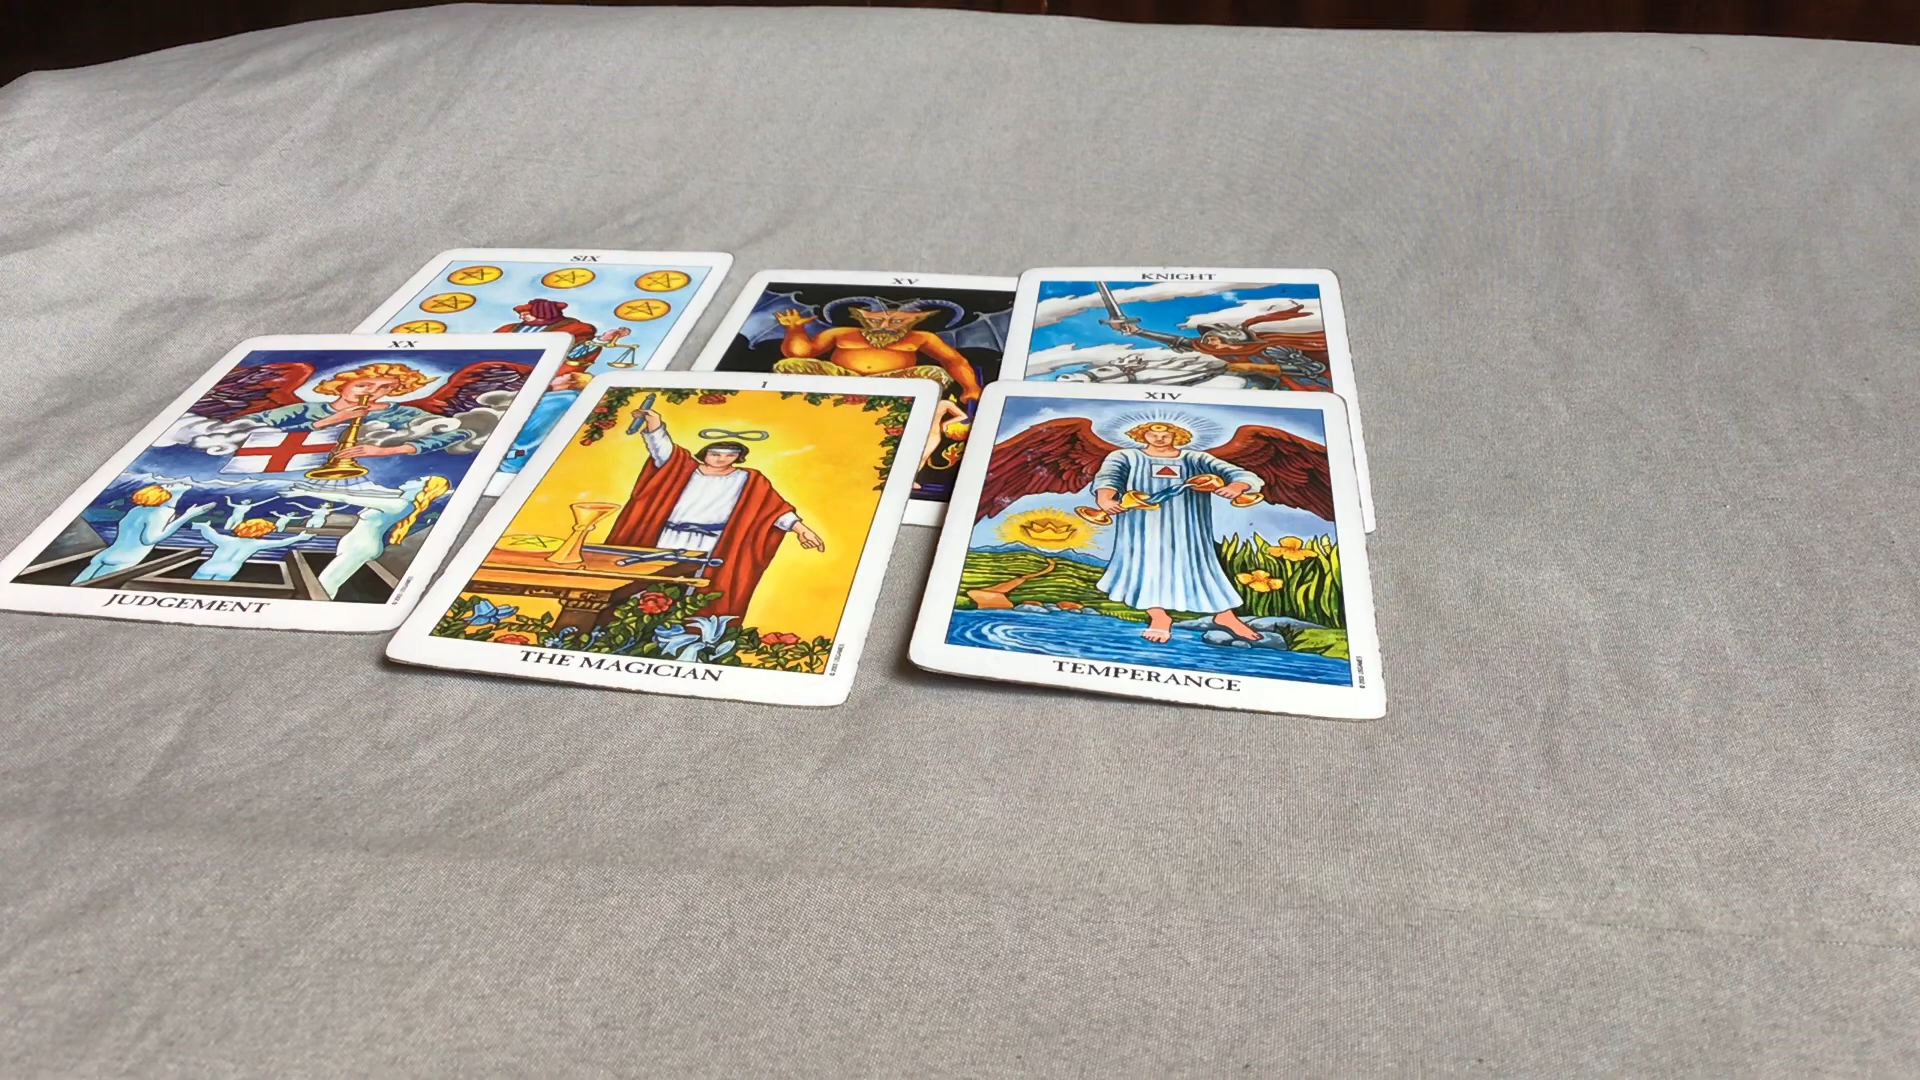 SIX
XV
KNIGHT
XX
I
XIV
JUDGEMENT
THE MAGICIAN
TEMPERANCE